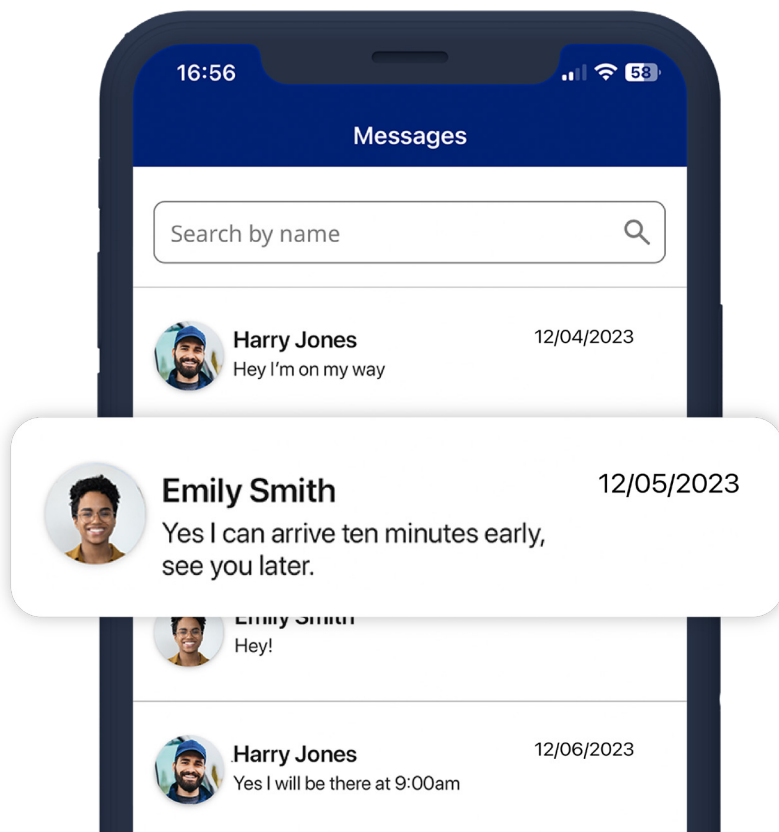 16:56
58
Messages
Search by name
Harry Jones
12/04/2023
Hey I'm on my way
Emily Smith
12/05/2023
Yes I can arrive ten minutes early,
see you later.
Emily Smith
Hey!
Harry Jones
12/06/2023
Yes I will be there at 9:00am